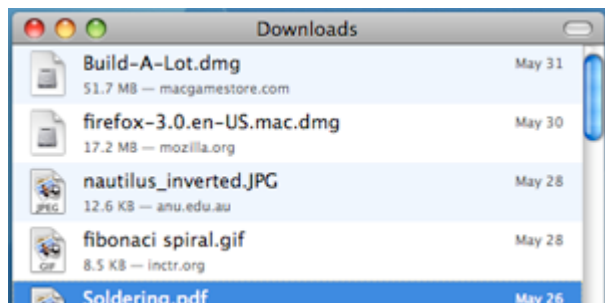 Downloads
Build-A-Lot.dmg May 31
51.7 MB — macgamestore.com
firefox-3.0.en-US.mac.dmg May 30
17.2 MB — mozilla.org
nautilus_inverted.JPG May 28
JPEG 12.6 KB — anu.edu.au
fibonaci spiral.gif May 28
GIF 8.5 KB — inctr.org
Soldering.pdf May 26